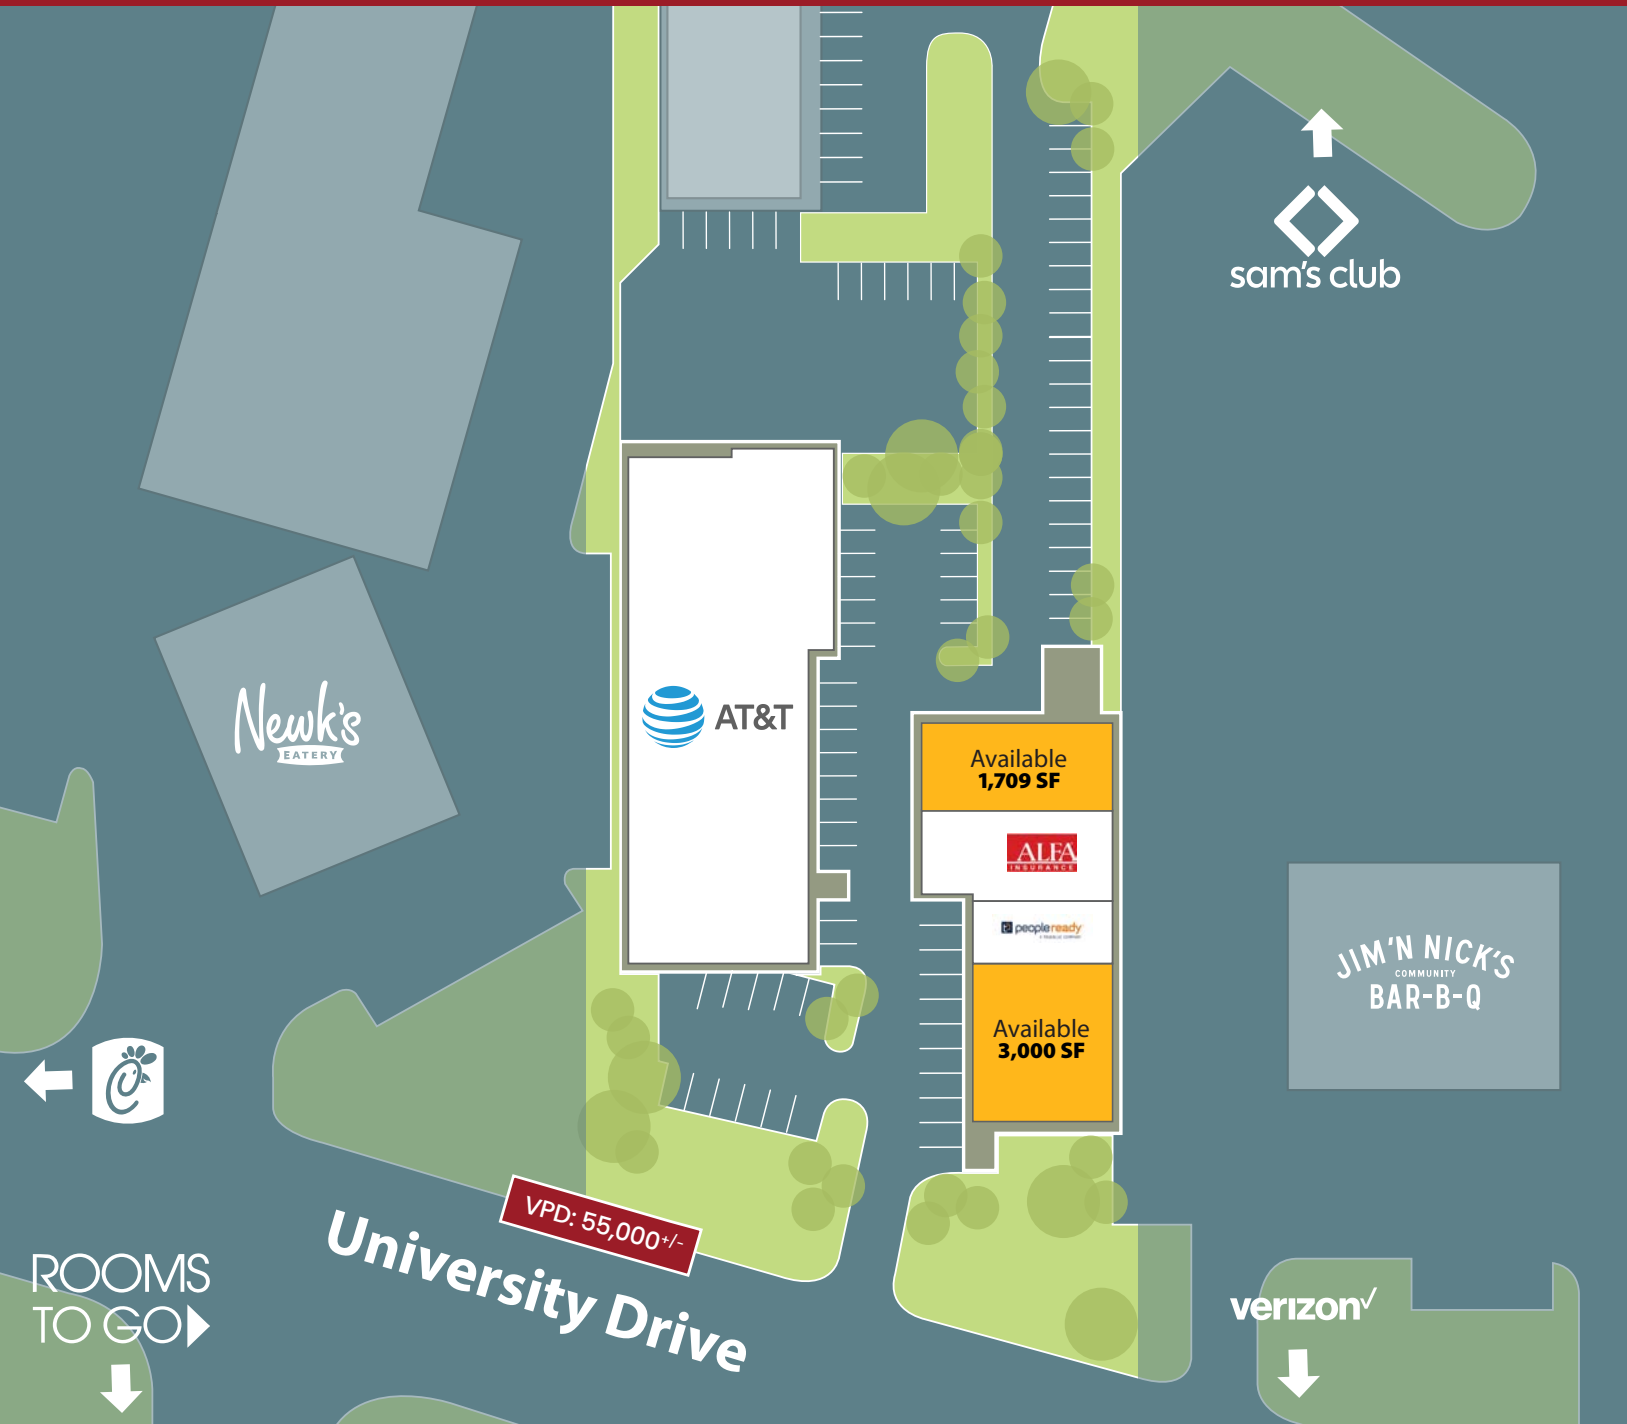 sam's club
Newk's
EATERY
AT&T
Available
1,709 SF
ALFA
INSURANCE
peopleready
JIM 'N NICK'S
COMMUNITY
BAR-B-Q
Available
3,000 SF
VPD: 55,000+/-
University Drive
ROOMS
TO GO
verizon